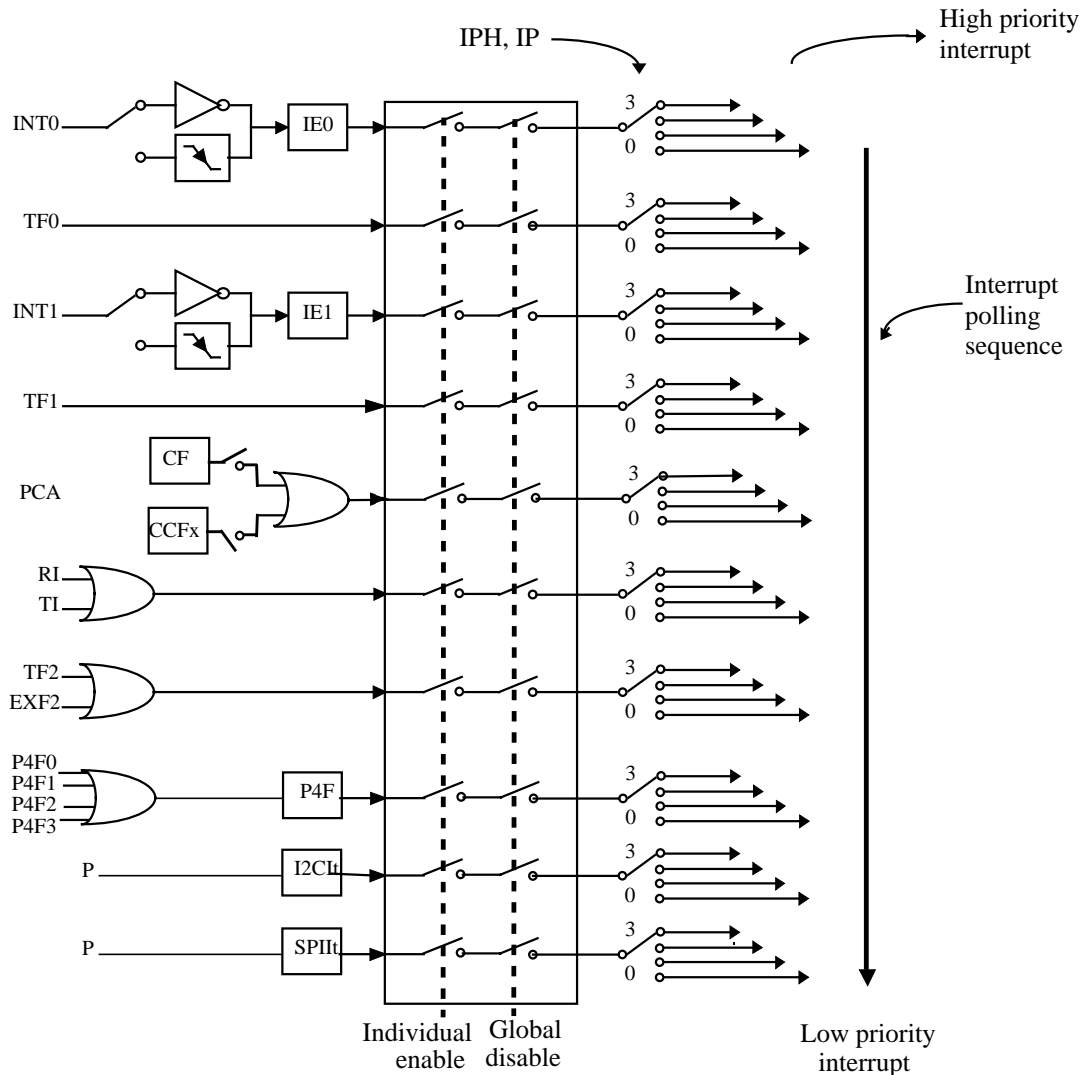 IPH, IP
High priority
interrupt
INT0
IE0
3
0
TF0
3
0
INT1
IE1
3
0
Interrupt
polling
sequence
TF1
3
0
PCA
CF
CCFx
3
0
RI
TI
3
0
TF2
EXF2
3
0
P4F0
P4F1
P4F2
P4F3
P4F
3
0
P
I2CIt
3
0
P
SPIIt
3
0
Individual
enable
Global
disable
Low priority
interrupt